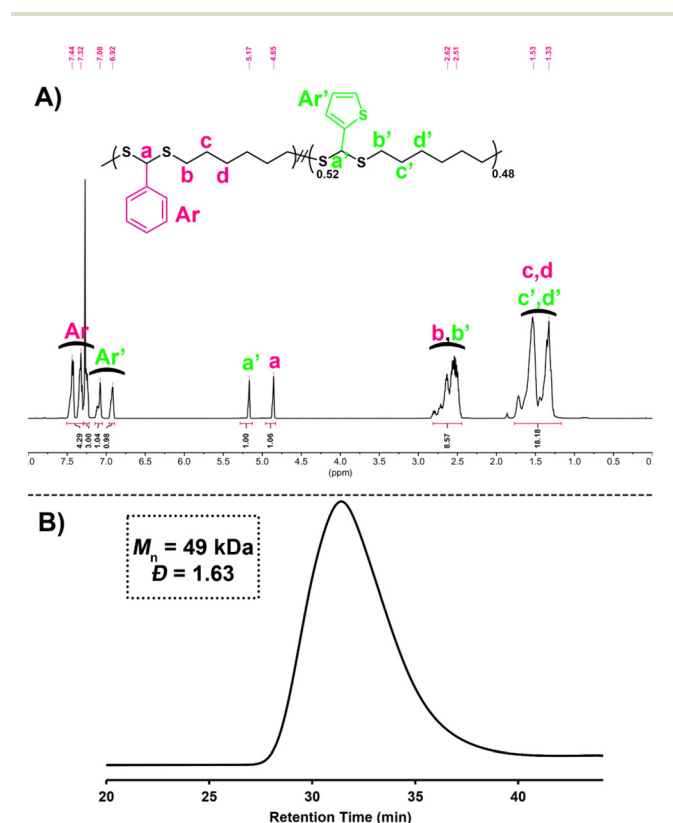 7.44 7.32 7.08 6.92 5.17 4.85 2.62 2.51 1.53 1.33
A)
Ar'
S a S c b d Ar
S a' S b' c' d'
0.52 0.48
c,d
c',d'
Ar Ar' a' a b,b'
4.29 3.00 1.04 0.98 1.00 1.06 8.57 18.18
.0 7.5 7.0 6.5 6.0 5.5 5.0 4.5 4.0 3.5 3.0 2.5 2.0 1.5 1.0 0.5 0.0
(ppm)
B)
Mn = 49 kDa
Đ = 1.63
20 25 30 35 40
Retention Time (min)